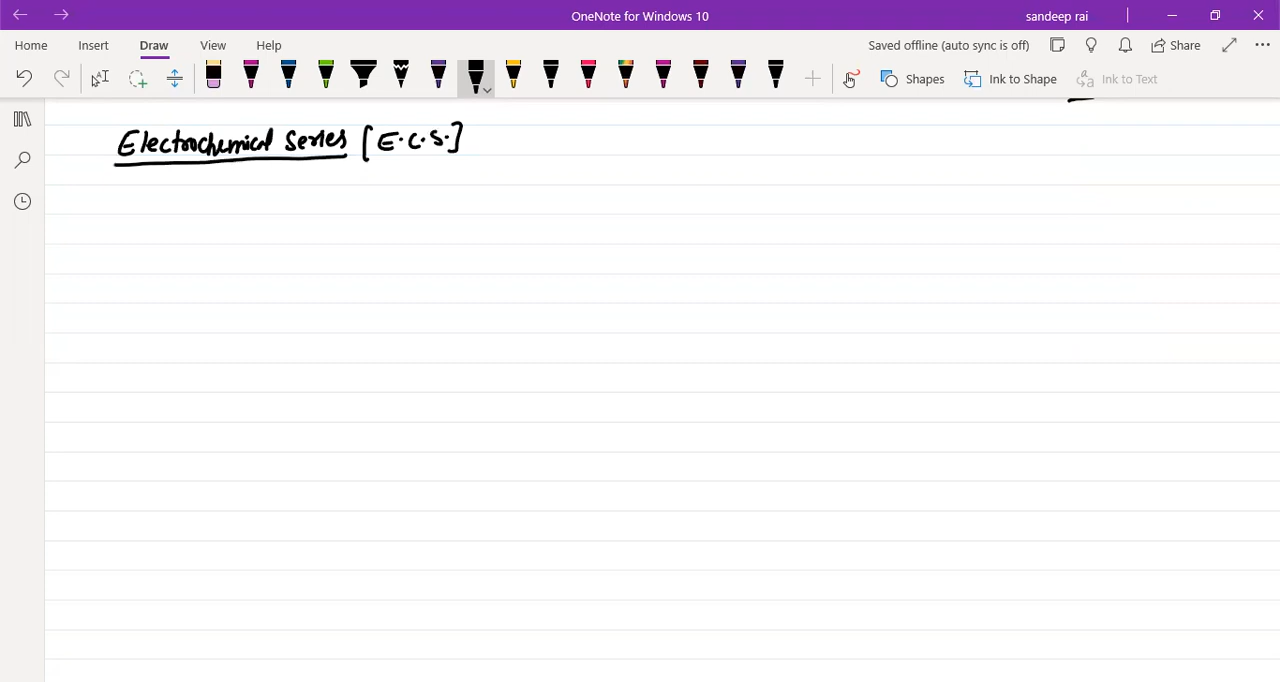 OneNote for Windows 10
sandeep rai
Home Insert Draw View Help
Saved offline (auto sync is off) Share
Shapes Ink to Shape Ink to Text
Electrochemical Series [E.C.S.]